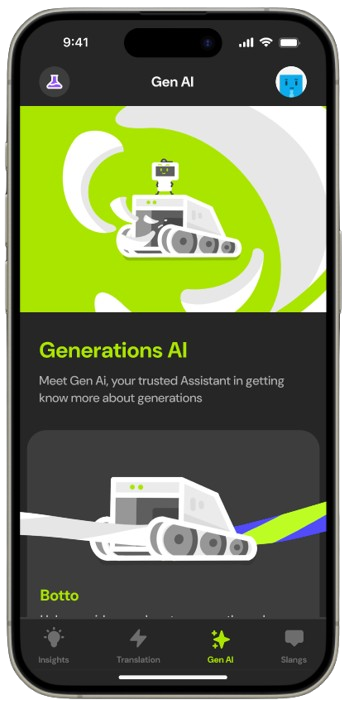 9:41
Gen AI
Generations AI
Meet Gen Ai, your trusted Assistant in getting
know more about generations
Botto
Insights
Translation
Gen AI
Slangs